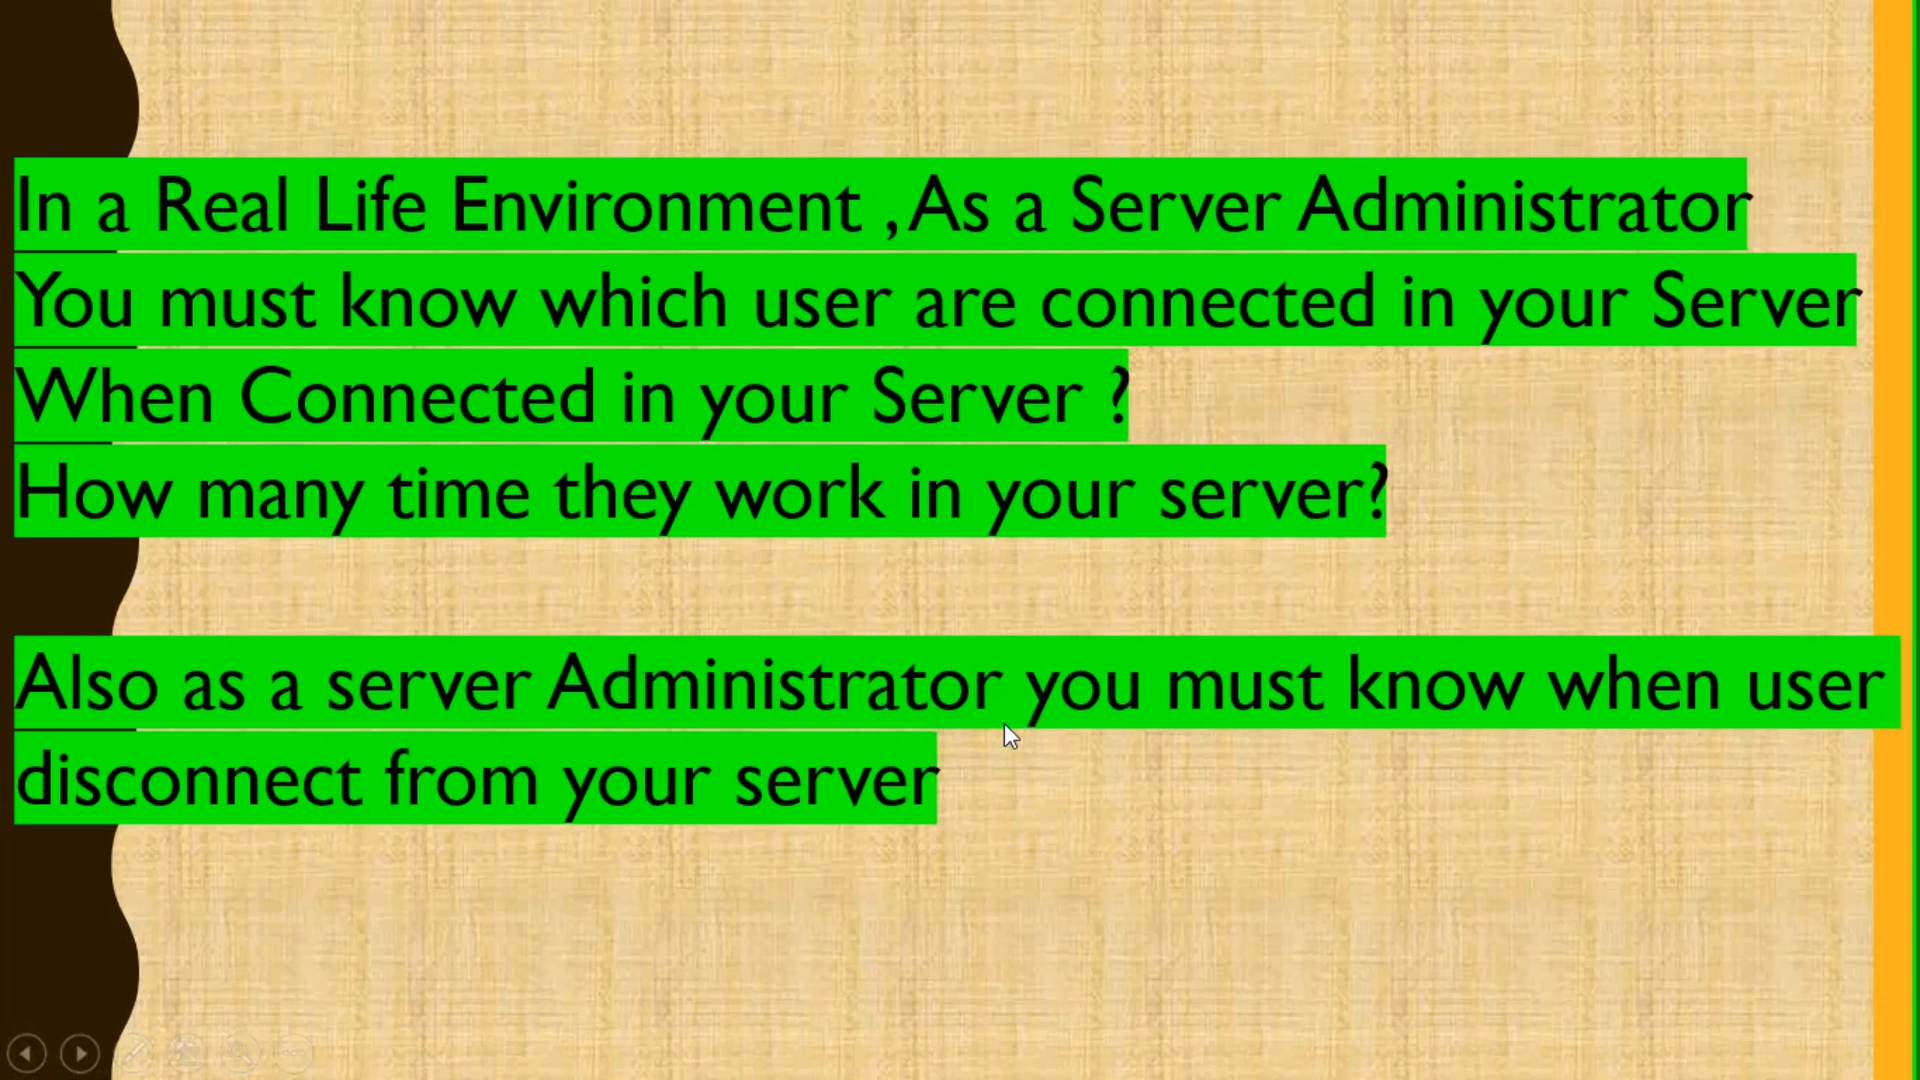 In a Real Life Environment , As a Server Administrator
You must know which user are connected in your Server
When Connected in your Server ?
How many time they work in your server?
Also as a server Administrator you must know when user
disconnect from your server